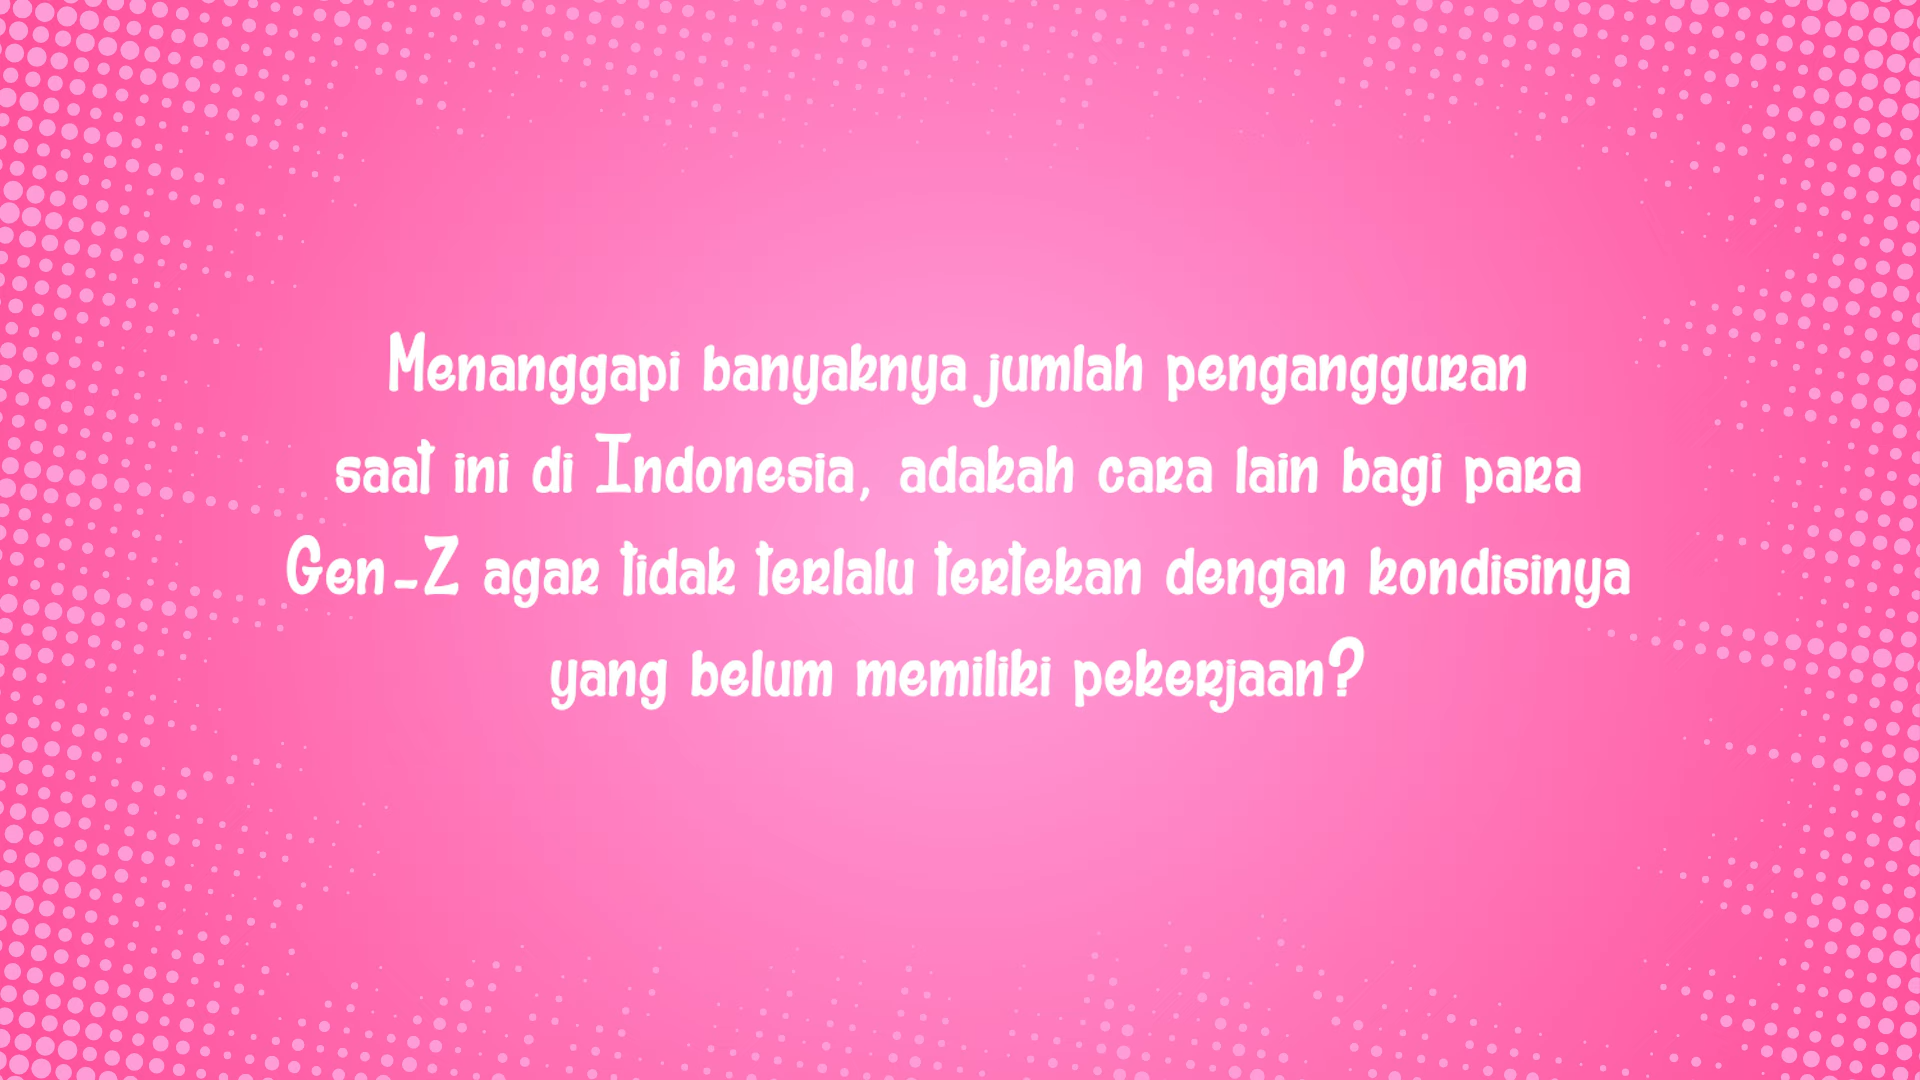 Menanggapi banyaknya jumlah pengangguran
saat ini di Indonesia, adakah cara lain bagi para
Gen-Z agar tidak terlalu tertekan dengan kondisinya
yang belum memiliki pekerjaan?